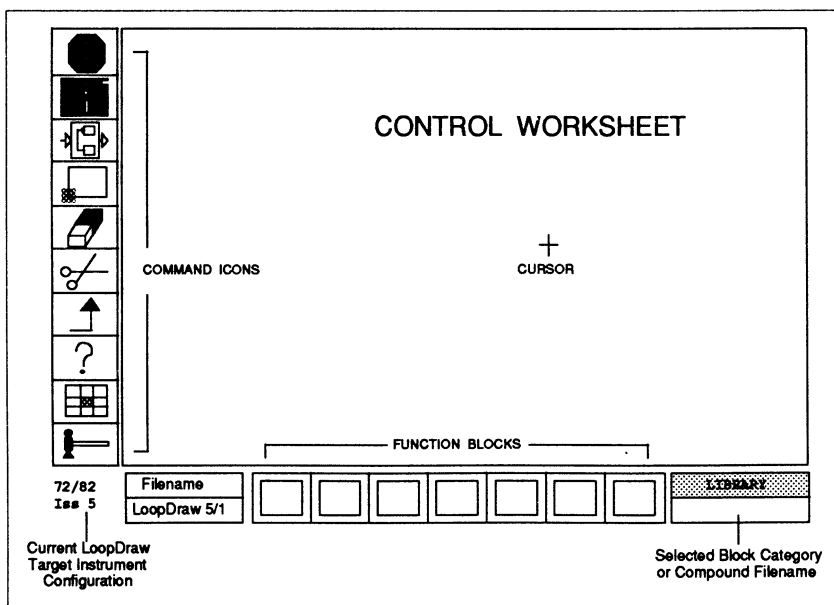 CONTROL WORKSHEET
CURSOR
COMMAND ICONS
?
FUNCTION BLOCKS
72/82
Iss 5
Filename
LoopDraw 5/1
LIBRARY
Current LoopDraw
Target Instrument
Configuration
Selected Block Category
or Compound Filename